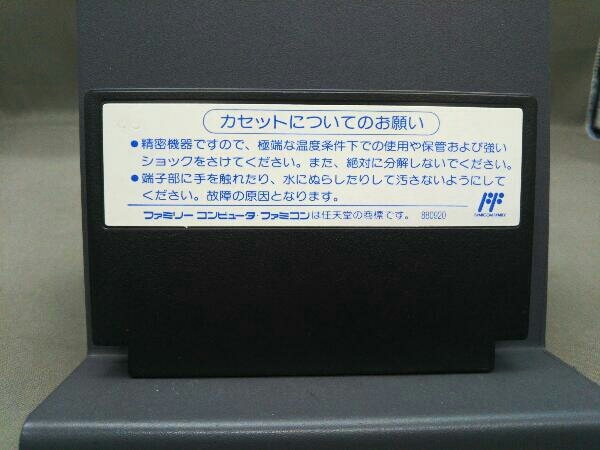 カセットについてのお願い
●精密機器ですので、極端な温度条件下での使用や保管および強い
ショックをさけてください。また、絶対に分解しないでください。
●端子部に手を触れたり、水にぬらしたりして汚さないようにして
ください。故障の原因となります。
ファミリーコンピュータ・ファミコンは任天堂の商標です。 880920
FAMICOM FAMILY